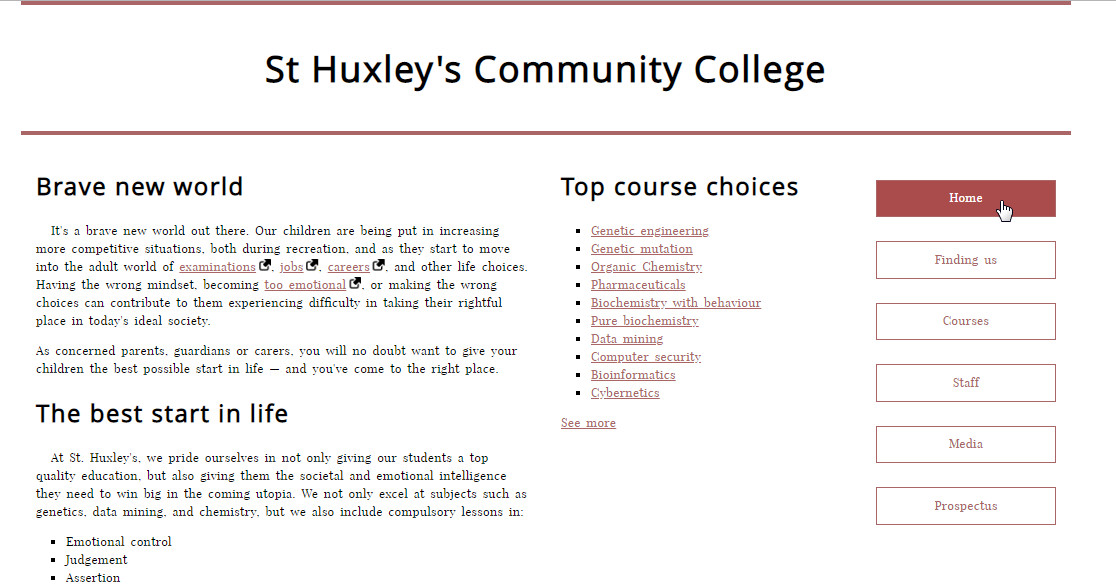 St Huxley's Community College
Brave new world
It's a brave new world out there. Our children are being put in increasing
more competitive situations, both during recreation, and as they start to move
into the adult world of examinations, jobs, careers, and other life choices.
Having the wrong mindset, becoming too emotional, or making the wrong
choices can contribute to them experiencing difficulty in taking their rightful
place in today's ideal society.
As concerned parents, guardians or carers, you will no doubt want to give your
children the best possible start in life — and you've come to the right place.
The best start in life
At St. Huxley's, we pride ourselves in not only giving our students a top
quality education, but also giving them the societal and emotional intelligence
they need to win big in the coming utopia. We not only excel at subjects such as
genetics, data mining, and chemistry, but we also include compulsory lessons in:
Emotional control
Judgement
Assertion
Top course choices
Genetic engineering
Genetic mutation
Organic Chemistry
Pharmaceuticals
Biochemistry with behaviour
Pure biochemistry
Data mining
Computer security
Bioinformatics
Cybernetics
See more
Home
Finding us
Courses
Staff
Media
Prospectus